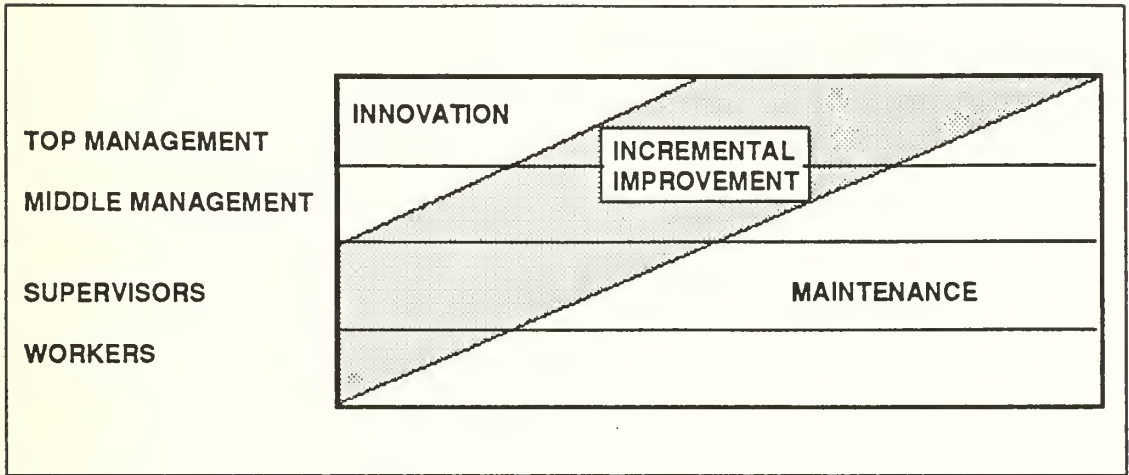 INNOVATION
TOP MANAGEMENT
INCREMENTAL
IMPROVEMENT
MIDDLE MANAGEMENT
SUPERVISORS
MAINTENANCE
WORKERS